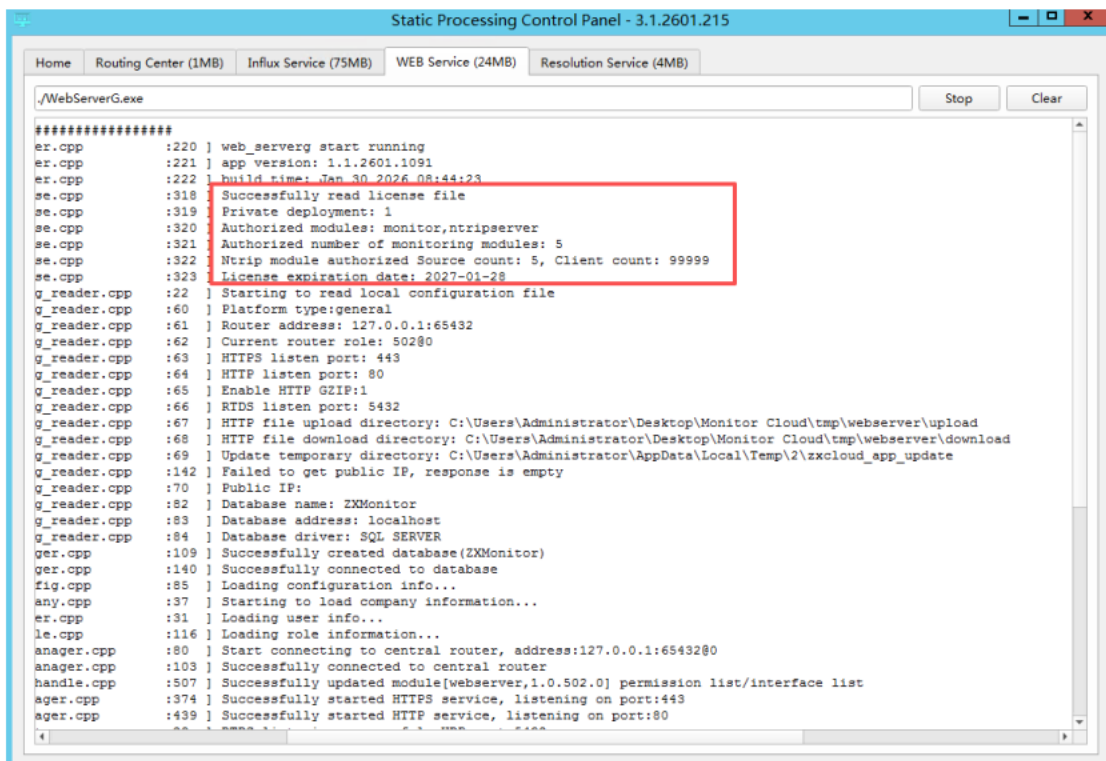 Static Processing Control Panel - 3.1.2601.215
Home Routing Center (1MB) Influx Service (75MB) WEB Service (24MB) Resolution Service (4MB)
./WebServerG.exe Stop Clear
#################
er.cpp :220 ] web_serverg start running
er.cpp :221 ] app version: 1.1.2601.1091
er.cpp :222 ] build time: Jan 30 2026 08:44:23
se.cpp :318 ] Successfully read license file
se.cpp :319 ] Private deployment: 1
se.cpp :320 ] Authorized modules: monitor,ntripserver
se.cpp :321 ] Authorized number of monitoring modules: 5
se.cpp :322 ] Ntrip module authorized Source count: 5, Client count: 99999
se.cpp :323 ] License expiration date: 2027-01-28
g_reader.cpp :22 ] Starting to read local configuration file
g_reader.cpp :60 ] Platform type:general
g_reader.cpp :61 ] Router address: 127.0.0.1:65432
g_reader.cpp :62 ] Current router role: 502@0
g_reader.cpp :63 ] HTTPS listen port: 443
g_reader.cpp :64 ] HTTP listen port: 80
g_reader.cpp :65 ] Enable HTTP GZIP:1
g_reader.cpp :66 ] RTDS listen port: 5432
g_reader.cpp :67 ] HTTP file upload directory: C:\Users\Administrator\Desktop\Monitor Cloud\tmp\webserver\upload
g_reader.cpp :68 ] HTTP file download directory: C:\Users\Administrator\Desktop\Monitor Cloud\tmp\webserver\download
g_reader.cpp :69 ] Update temporary directory: C:\Users\Administrator\AppData\Local\Temp\2\zxcloud_app_update
g_reader.cpp :142 ] Failed to get public IP, response is empty
g_reader.cpp :70 ] Public IP:
g_reader.cpp :82 ] Database name: ZXMonitor
g_reader.cpp :83 ] Database address: localhost
g_reader.cpp :84 ] Database driver: SQL SERVER
ger.cpp :109 ] Successfully created database(ZXMonitor)
ger.cpp :140 ] Successfully connected to database
fig.cpp :85 ] Loading configuration info...
any.cpp :37 ] Starting to load company information...
er.cpp :31 ] Loading user info...
le.cpp :116 ] Loading role information...
anager.cpp :80 ] Start connecting to central router, address:127.0.0.1:65432@0
anager.cpp :103 ] Successfully connected to central router
handle.cpp :507 ] Successfully updated module[webserver,1.0.502.0] permission list/interface list
ager.cpp :374 ] Successfully started HTTPS service, listening on port:443
ager.cpp :439 ] Successfully started HTTP service, listening on port:80